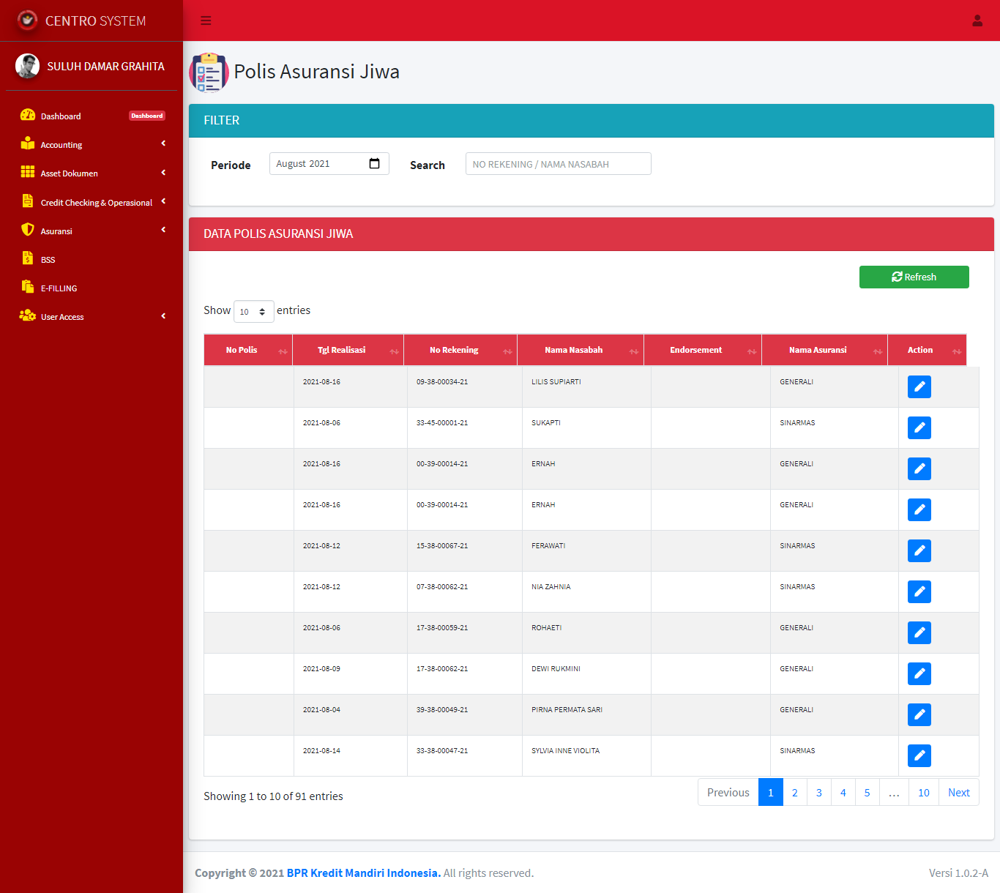 CENTRO SYSTEM
SULUH DAMAR GRAHITA
Dashboard Dashboard
Accounting
Asset Dokumen
Credit Checking & Operasional
Asuransi
BSS
E-FILLING
User Access
Polis Asuransi Jiwa
FILTER
Periode August 2021 Search NO REKENING / NAMA NASABAH
DATA POLIS ASURANSI JIWA
Refresh
Show 10 entries
No Polis Tgl Realisasi No Rekening Nama Nasabah Endorsement Nama Asuransi Action
2021-08-16 09-38-00034-21 LILIS SUPIARTI GENERALI
2021-08-06 33-45-00001-21 SUKAPTI SINARMAS
2021-08-16 00-39-00014-21 ERNAH GENERALI
2021-08-16 00-39-00014-21 ERNAH GENERALI
2021-08-12 15-38-00067-21 FERAWATI SINARMAS
2021-08-12 07-38-00062-21 NIA ZAHNIA SINARMAS
2021-08-06 17-38-00059-21 ROHAETI GENERALI
2021-08-09 17-38-00062-21 DEWI RUKMINI GENERALI
2021-08-04 39-38-00049-21 PIRNA PERMATA SARI GENERALI
2021-08-14 33-38-00047-21 SYLVIA INNE VIOLITA SINARMAS
Showing 1 to 10 of 91 entries
Previous 1 2 3 4 5 … 10 Next
Copyright © 2021 BPR Kredit Mandiri Indonesia. All rights reserved.
Versi 1.0.2-A